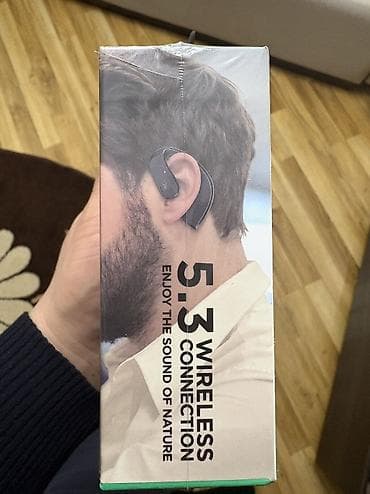 5.3 WIRELESS
CONNECTION
ENJOY THE SOUND OF NATURE